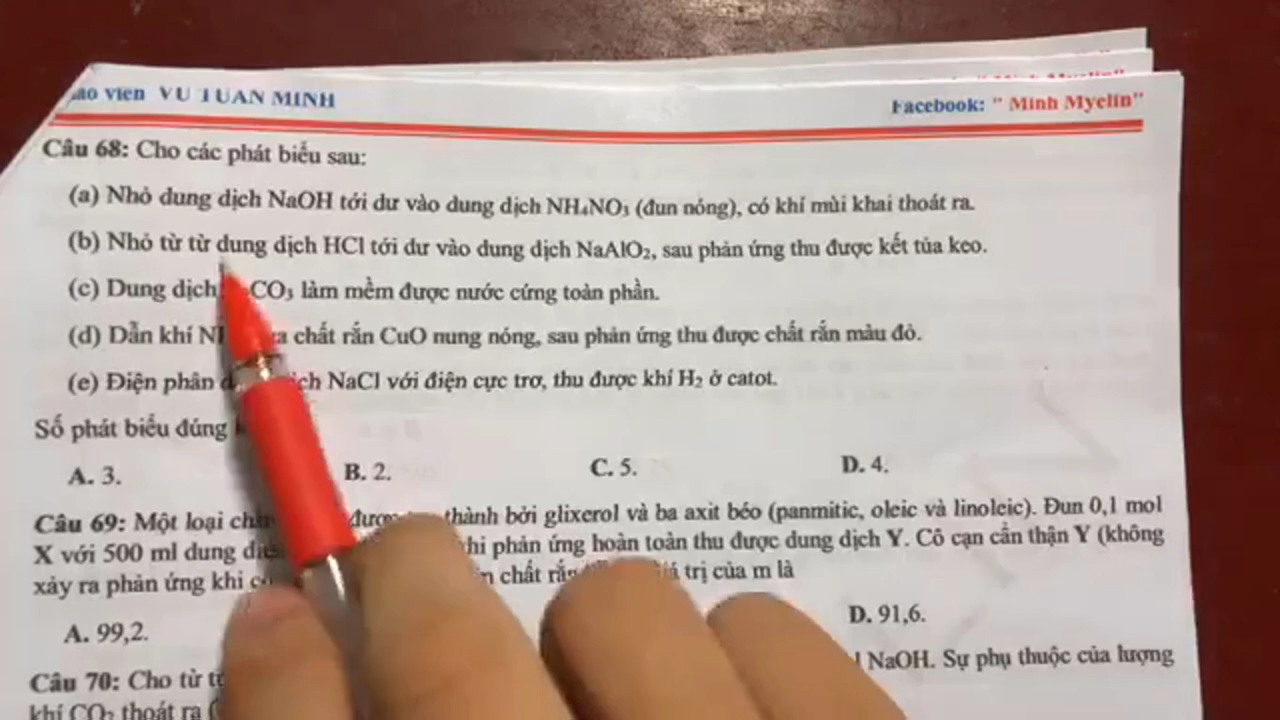 viên VŨ TUẤN MINH
Facebook: " Minh Myelin"
Câu 68: Cho các phát biểu sau:
(a) Nhỏ dung dịch NaOH tới dư vào dung dịch NH₄NO₃ (đun nóng), có khí mùi khai thoát ra.
(b) Nhỏ từ từ dung dịch HCl tới dư vào dung dịch NaAlO₂, sau phản ứng thu được kết tủa keo.
(c) Dung dịch CO₃ làm mềm được nước cứng toàn phần.
(d) Dẫn khí chất rắn CuO nung nóng, sau phản ứng thu được chất rắn màu đỏ.
(e) Điện phân NaCl với điện cực trơ, thu được khí H₂ ở catot.
Số phát biểu đúng
A. 3. B. 2. C. 5. D. 4.
Câu 69: Một loại được thành bởi glixerol và ba axit béo (panmitic, oleic và linoleic). Đun 0,1 mol
X với 500 ml dung phản ứng hoàn toàn thu được dung dịch Y. Cô cạn cẩn thận Y (không
xảy ra phản ứng khi chất trị của m là
A. 99,2. D. 91,6.
Câu 70: Cho từ NaOH. Sự phụ thuộc của lượng
khí CO₂ thoát ra